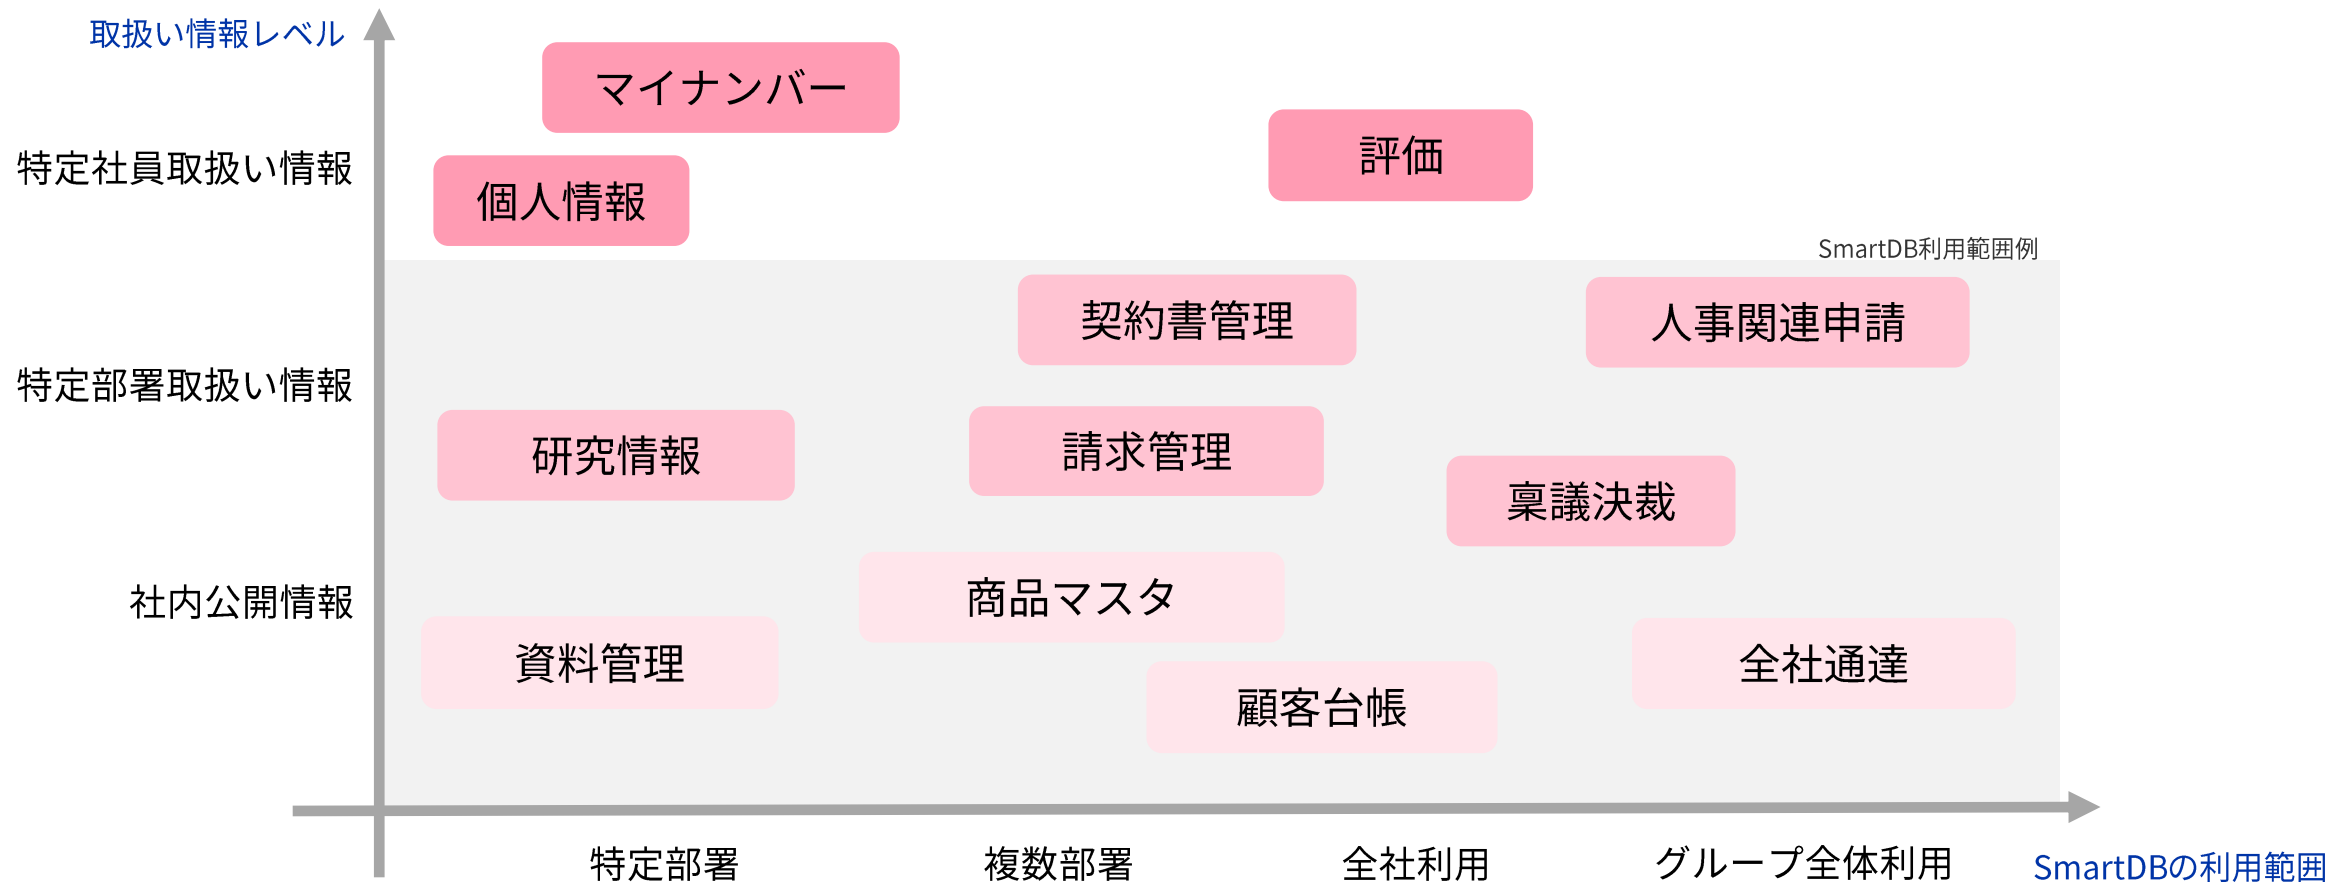 取扱い情報レベル
マイナンバー
評価
特定社員取扱い情報
個人情報
SmartDB利用範囲例
契約書管理
人事関連申請
特定部署取扱い情報
研究情報
請求管理
稟議決裁
商品マスタ
社内公開情報
資料管理
全社通達
顧客台帳
特定部署
複数部署
全社利用
グループ全体利用
SmartDBの利用範囲